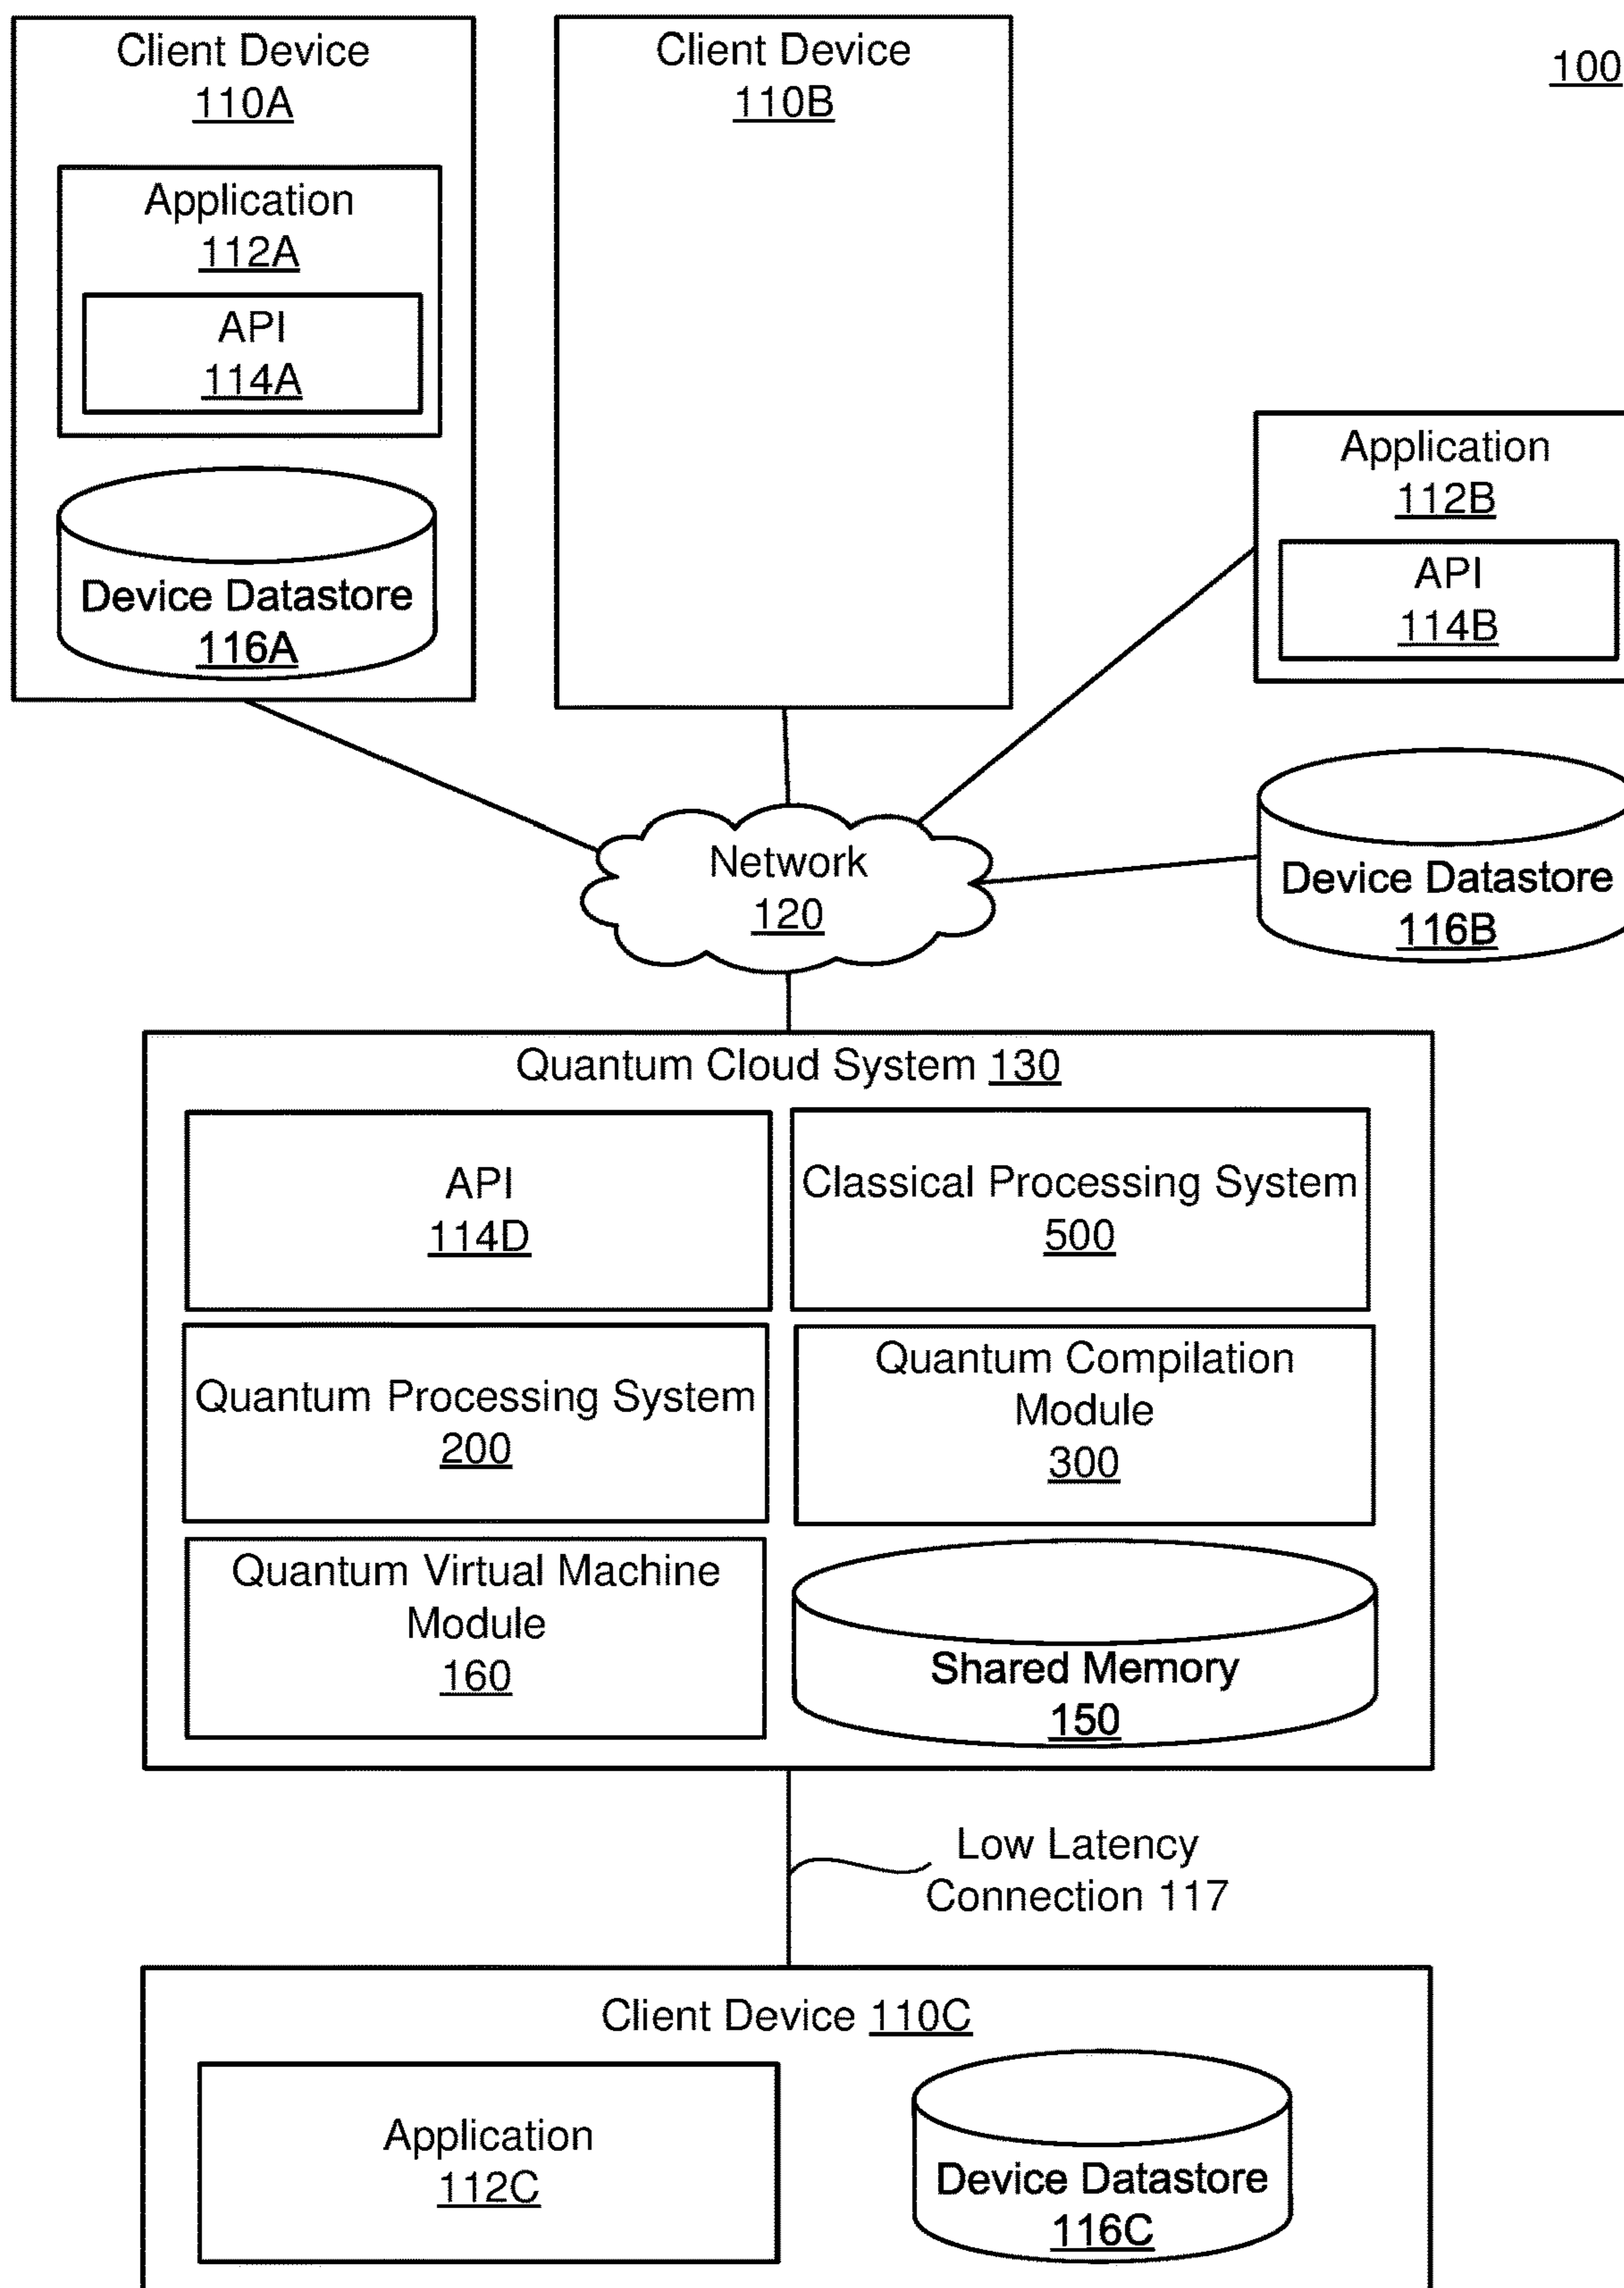 Client Device
110A
Application
112A
API
114A
Device Datastore
116A
Client Device
110B
100
Application
112B
API
114B
Device Datastore
116B
Network
120
Quantum Cloud System 130
API
114D
Classical Processing System
500
Quantum Processing System
200
Quantum Compilation
Module
300
Quantum Virtual Machine
Module
160
Shared Memory
150
Low Latency
Connection 117
Client Device 110C
Application
112C
Device Datastore
116C